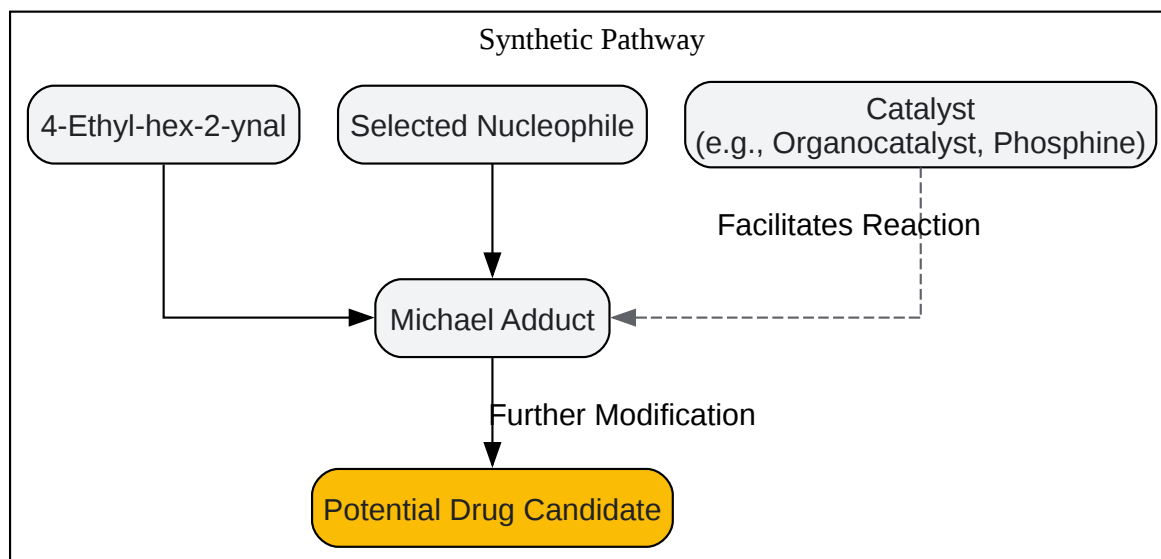 Synthetic Pathway
4-Ethyl-hex-2-ynal
Selected Nucleophile
Catalyst
(e.g., Organocatalyst, Phosphine)
Facilitates Reaction
Michael Adduct
Further Modification
Potential Drug Candidate